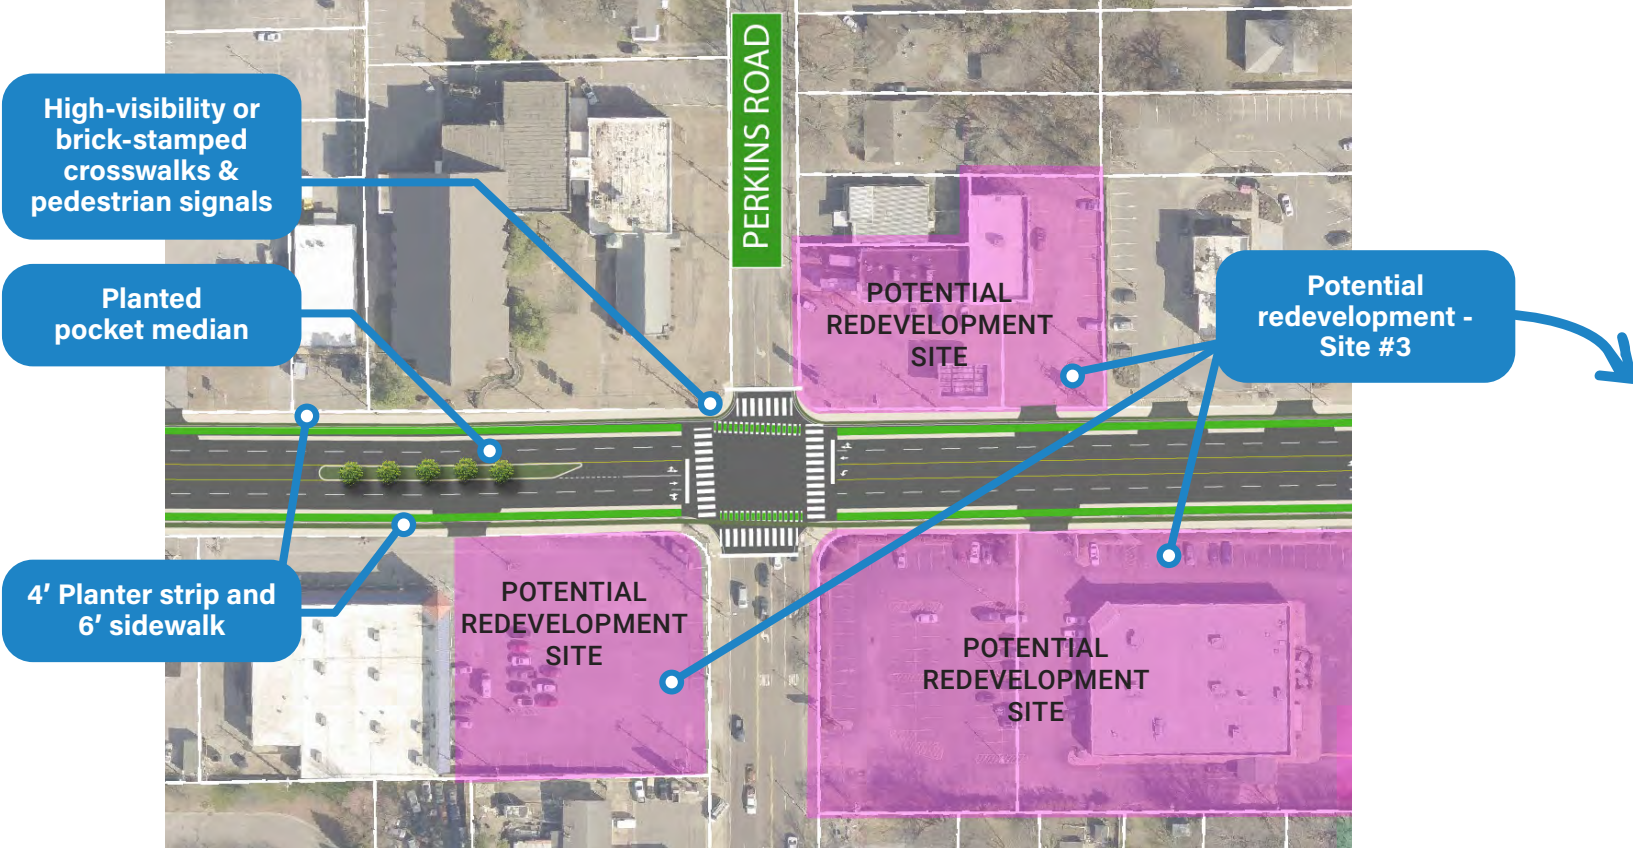 High-visibility or
brick-stamped
crosswalks &
pedestrian signals
Planted
pocket median
4’ Planter strip and
6’ sidewalk
PERKINS ROAD
POTENTIAL
REDEVELOPMENT
SITE
Potential
redevelopment -
Site #3
POTENTIAL
REDEVELOPMENT
SITE
POTENTIAL
REDEVELOPMENT
SITE